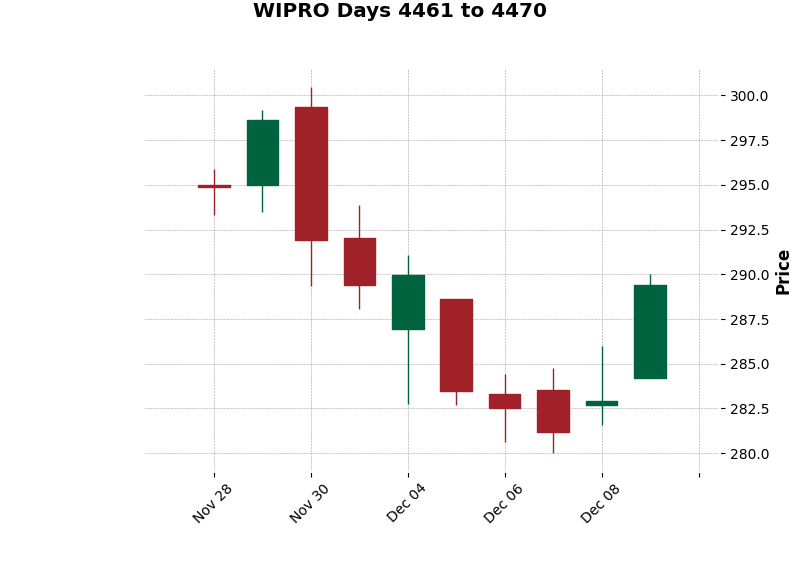 WIPRO Days 4461 to 4470
300.0
297.5
295.0
292.5
290.0
287.5
285.0
282.5
280.0
Price
Nov 28
Nov 30
Dec 04
Dec 06
Dec 08